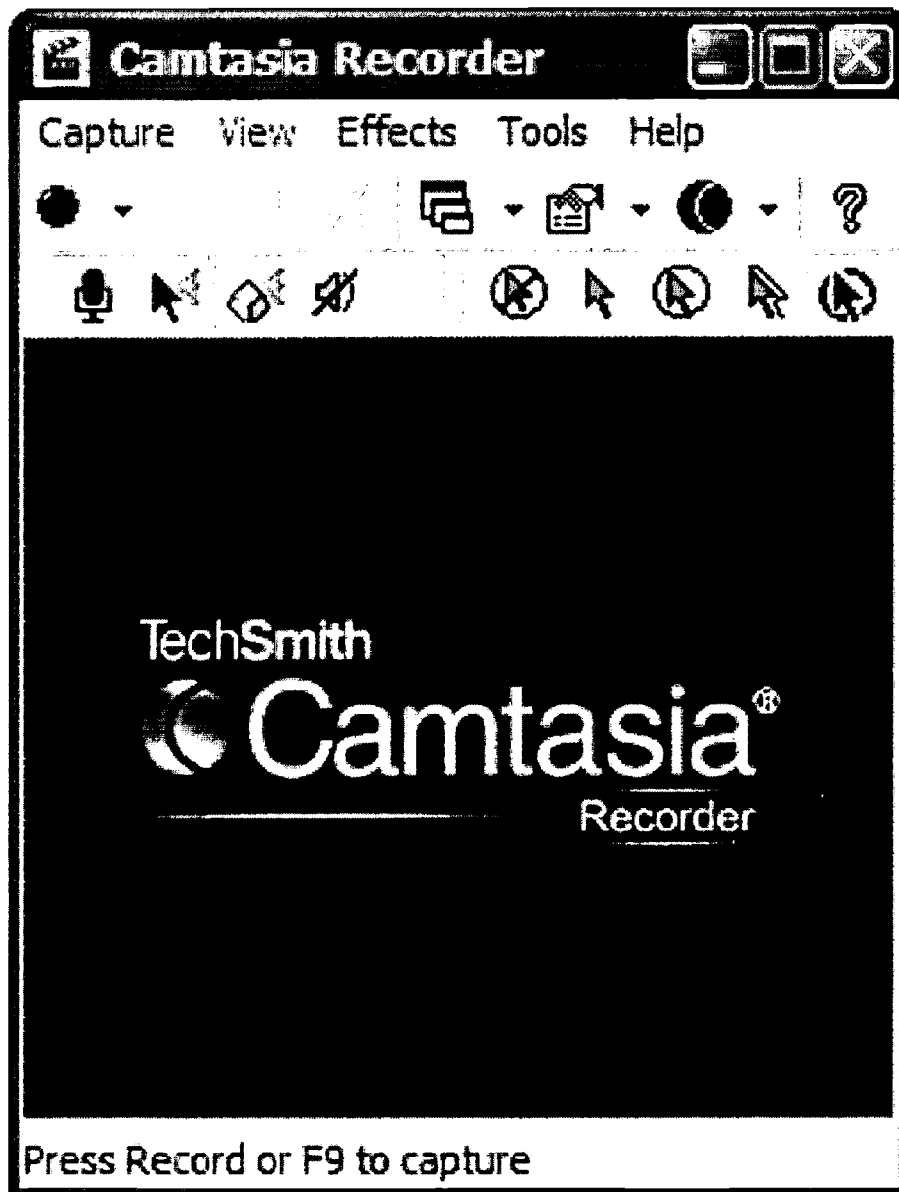 Camtasia Recorder
Capture View Effects Tools Help
TechSmith
Camtasia®
Recorder
Press Record or F9 to capture